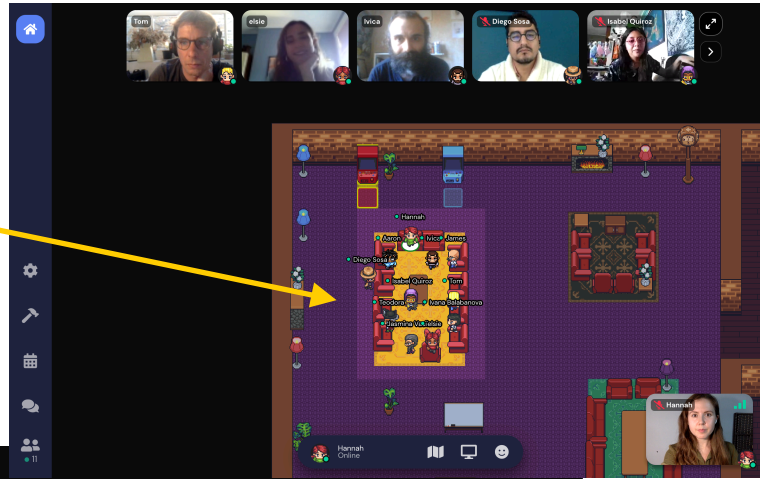 Tom
elsie
Ivica
Diego Sosa
Isabel Quiroz
Hannah
Aaron
Ivica
James
Diego Sosa
Isabel Quiroz
Tom
Teodora
Ivana Balabanova
Jasmina
elsie
Hannah
Hannah
Online
11